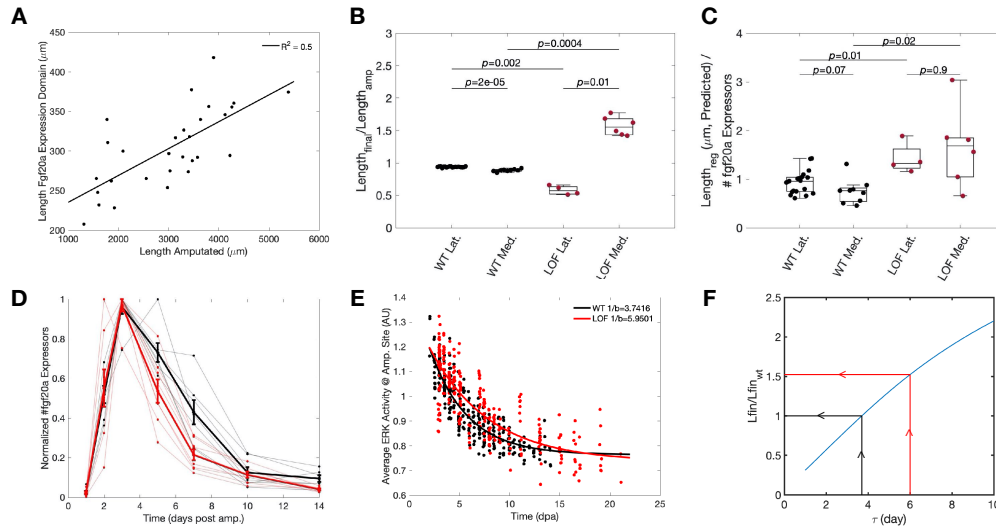 A
Length Fgf20a Expression Domain (μm)
450
400
350
300
250
200
R² = 0.5
1000 2000 3000 4000 5000 6000
Length Amputated (μm)
B
Length_final/Length_amp
3
2.5
2
1.5
1
0.5
0
p=0.0004
p=0.002
p=2e-05
p=0.01
WT Lat.
WT Med.
LOF Lat.
LOF Med.
C
Length_reg (μm, Predicted) /
# fgf20a Expressors
4
3
2
1
0
p=0.02
p=0.01
p=0.07
p=0.9
WT Lat.
WT Med.
LOF Lat.
LOF Med.
D
Normalized #fgf20a Expressors
1
0.8
0.6
0.4
0.2
0
2 4 6 8 10 12 14
Time (days post amp.)
E
Average ERK Activity @ Amp. Site (AU)
1.4
1.3
1.2
1.1
1.0
0.9
0.8
0.7
0.6
WT 1/b=3.7416
LOF 1/b=5.9501
0 5 10 15 20 25
Time (dpa)
F
Lfin/Lfin_wt
2.5
2
1.5
1
0.5
0
0 2 4 6 8 10
τ (day)